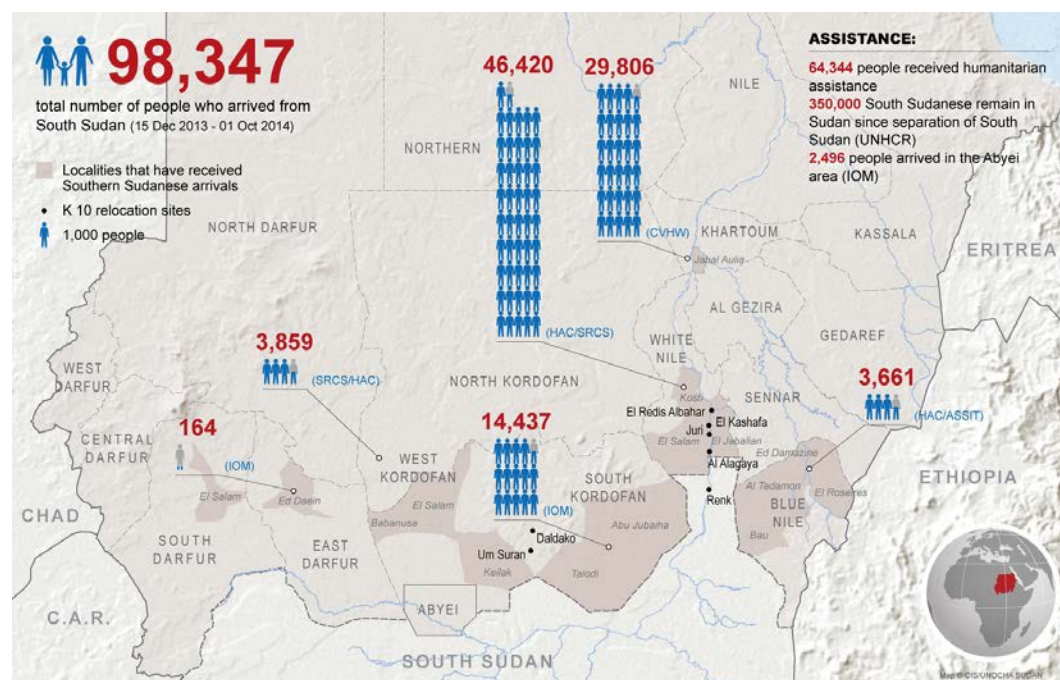 98,347
total number of people who arrived from
South Sudan (15 Dec 2013 - 01 Oct 2014)
Localities that have received
Southern Sudanese arrivals
K 10 relocation sites
1,000 people
46,420
(HAC/SRCS)
29,806
(CVHW)
ASSISTANCE:
64,344 people received humanitarian
assistance
350,000 South Sudanese remain in
Sudan since separation of South
Sudan (UNHCR)
2,496 people arrived in the Abyei
area (IOM)
NILE
NORTHERN
NORTH DARFUR
KHARTOUM
KASSALA
ERITREA
Jabal Aulia
AL GEZIRA
GEDAREF
WHITE
NILE
3,859
(SRCS/HAC)
WEST
DARFUR
NORTH KORDOFAN
Kosti
SENNAR
3,661
(HAC/ASSIT)
El Redis Albahar
El Kashafa
Juri
El Salam
El Jabalian
Ed Damazine
Al Alagaya
164
(IOM)
CENTRAL
DARFUR
14,437
(IOM)
WEST
KORDOFAN
SOUTH
KORDOFAN
ETHIOPIA
El Salam
Ed Daein
El Salam
Babanusa
Renk
Al Tadamon
El Roseires
BLUE
NILE
Bau
CHAD
SOUTH
DARFUR
EAST
DARFUR
Abu Jubaiha
Daldako
Um Suran
Keilak
Talodi
ABYEI
C.A.R.
SOUTH SUDAN
Map © CIS/UNOCHA SUDAN